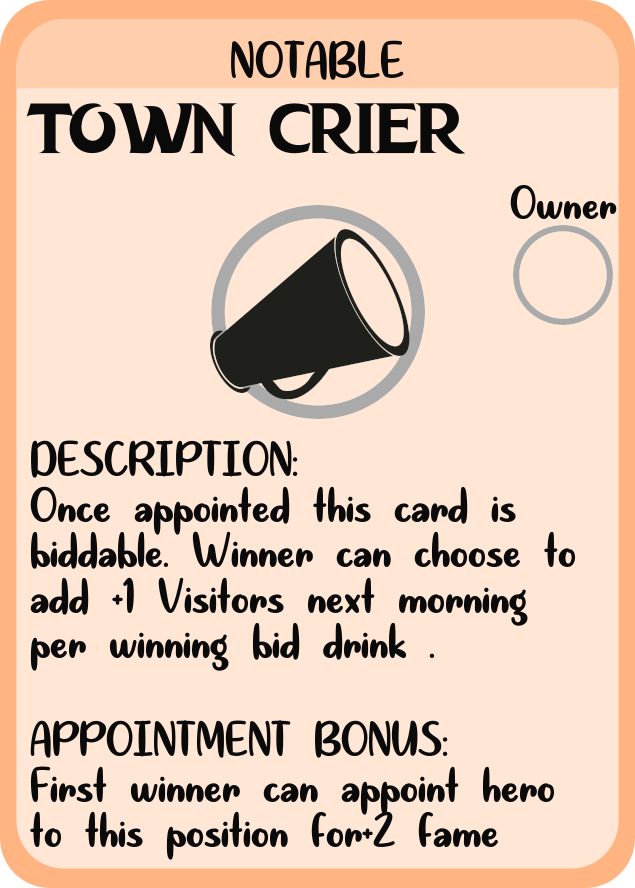 NOTABLE
TOWN CRIER
Owner
DESCRIPTION:
Once appointed this card is
biddable. Winner can choose to
add +1 Visitors next morning
per winning bid drink .
APPOINTMENT BONUS:
First winner can appoint hero
to this position for+2 fame